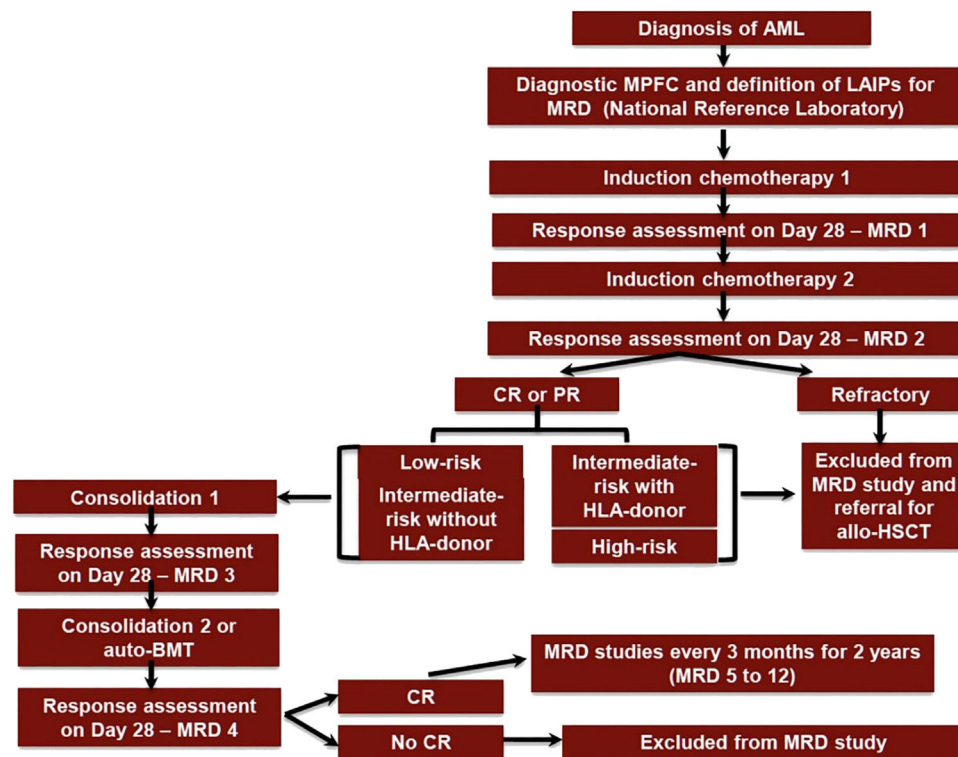 Diagnosis of AML
Diagnostic MPFC and definition of LAIPs for
MRD (National Reference Laboratory)
Induction chemotherapy 1
Response assessment on Day 28 – MRD 1
Induction chemotherapy 2
Response assessment on Day 28 – MRD 2
CR or PR
Refractory
Low-risk
Intermediate-
risk without
HLA-donor
Intermediate-
risk with
HLA-donor
High-risk
Excluded from
MRD study and
referral for
allo-HSCT
Consolidation 1
Response assessment
on Day 28 – MRD 3
Consolidation 2 or
auto-BMT
Response assessment
on Day 28 – MRD 4
CR
MRD studies every 3 months for 2 years
(MRD 5 to 12)
No CR
Excluded from MRD study